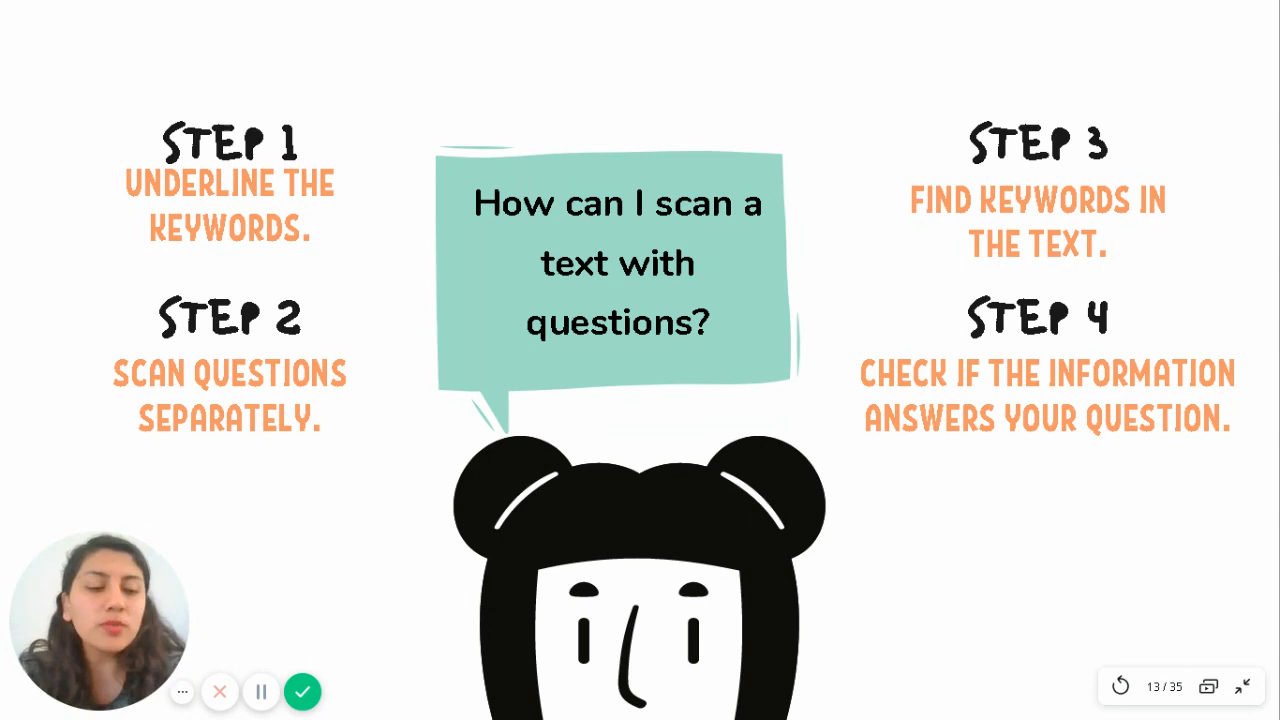 STEP 1
UNDERLINE THE
KEYWORDS.
STEP 2
SCAN QUESTIONS
SEPARATELY.
How can I scan a
text with
questions?
STEP 3
FIND KEYWORDS IN
THE TEXT.
STEP 4
CHECK IF THE INFORMATION
ANSWERS YOUR QUESTION.
13 / 35